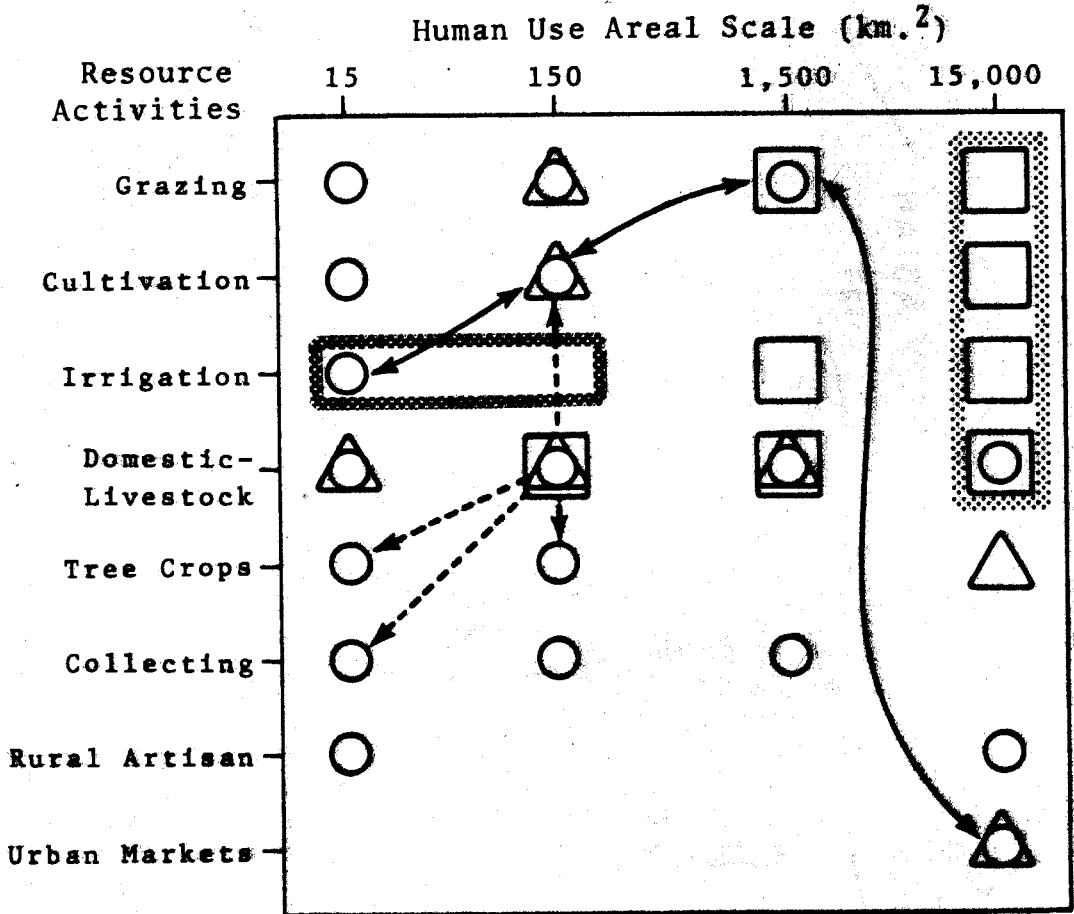 Human Use Areal Scale (km.²)
Resource
Activities
15 150 1,500 15,000
Grazing
Cultivation
Irrigation
Domestic-
Livestock
Tree Crops
Collecting
Rural Artisan
Urban Markets